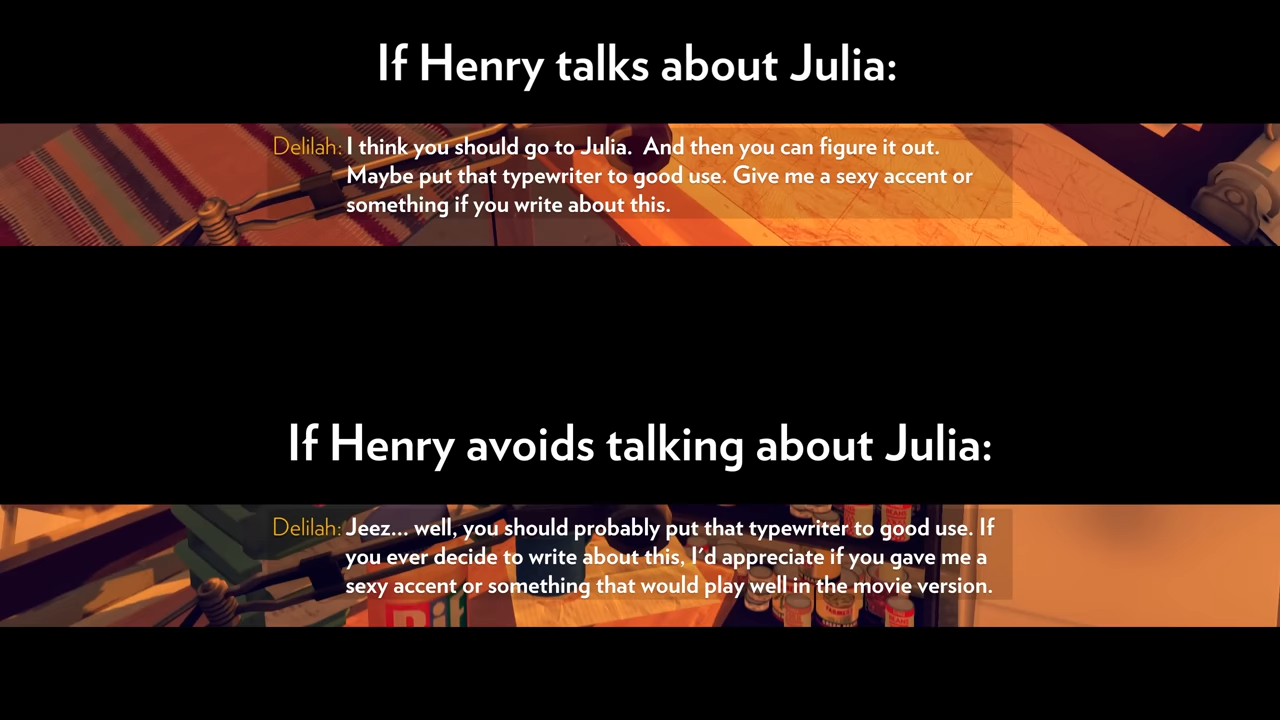 If Henry talks about Julia:
Delilah: I think you should go to Julia.  And then you can figure it out.
Maybe put that typewriter to good use. Give me a sexy accent or
something if you write about this.
If Henry avoids talking about Julia:
Delilah: Jeez... well, you should probably put that typewriter to good use. If
you ever decide to write about this, I'd appreciate if you gave me a
sexy accent or something that would play well in the movie version.